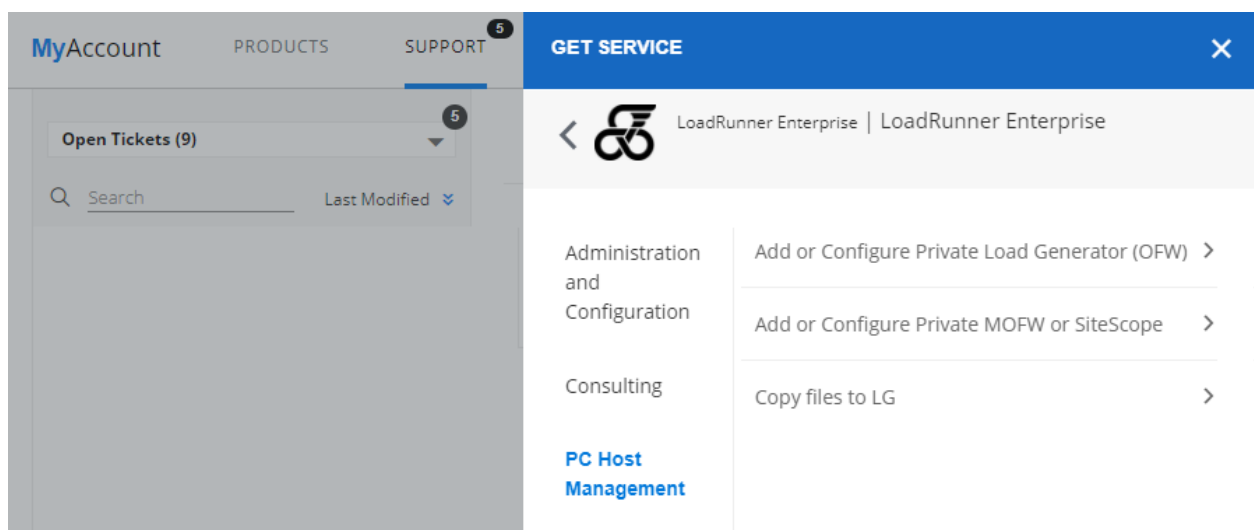 MyAccount
PRODUCTS
SUPPORT
5
Open Tickets (9)
5
Search
Last Modified
GET SERVICE
LoadRunner Enterprise | LoadRunner Enterprise
Administration
and
Configuration
Consulting
PC Host
Management
Add or Configure Private Load Generator (OFW)
Add or Configure Private MOFW or SiteScope
Copy files to LG